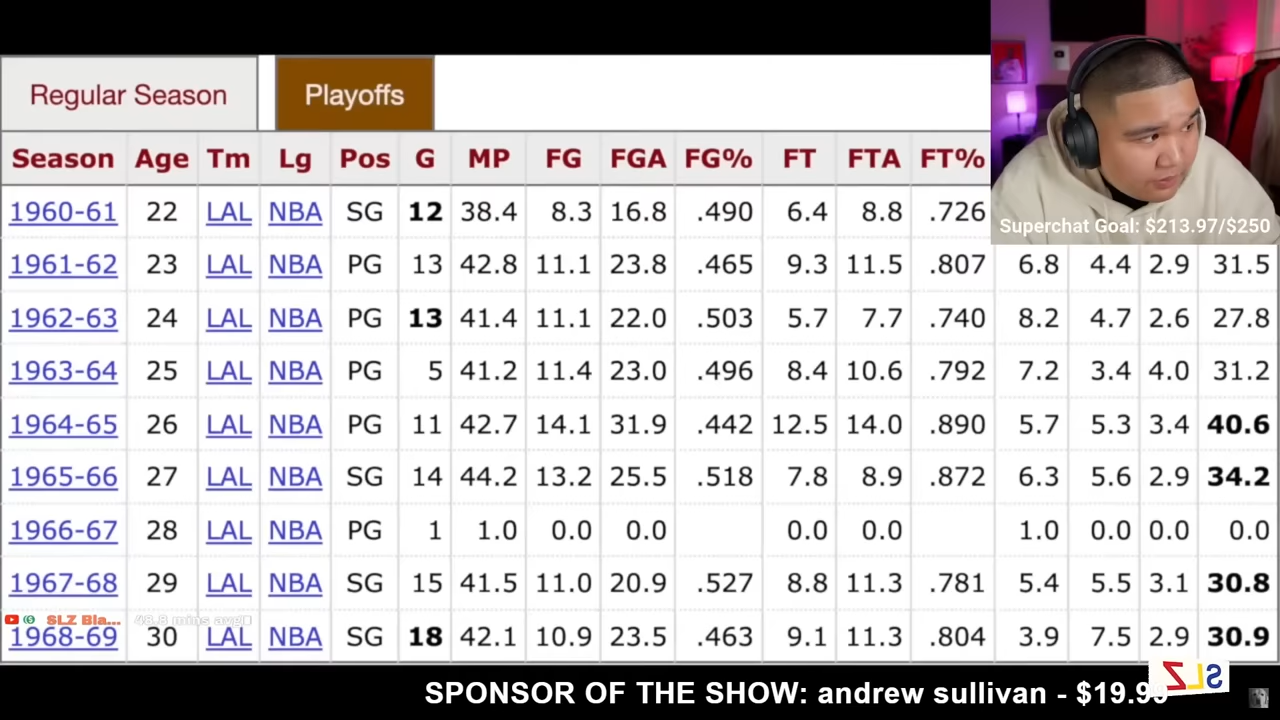 Regular Season Playoffs
Season Age Tm Lg Pos G MP FG FGA FG% FT FTA FT%
1960-61 22 LAL NBA SG 12 38.4 8.3 16.8 .490 6.4 8.8 .726
Superchat Goal: $213.97/$250
1961-62 23 LAL NBA PG 13 42.8 11.1 23.8 .465 9.3 11.5 .807 6.8 4.4 2.9 31.5
1962-63 24 LAL NBA PG 13 41.4 11.1 22.0 .503 5.7 7.7 .740 8.2 4.7 2.6 27.8
1963-64 25 LAL NBA PG 5 41.2 11.4 23.0 .496 8.4 10.6 .792 7.2 3.4 4.0 31.2
1964-65 26 LAL NBA PG 11 42.7 14.1 31.9 .442 12.5 14.0 .890 5.7 5.3 3.4 40.6
1965-66 27 LAL NBA SG 14 44.2 13.2 25.5 .518 7.8 8.9 .872 6.3 5.6 2.9 34.2
1966-67 28 LAL NBA PG 1 1.0 0.0 0.0 0.0 0.0 1.0 0.0 0.0 0.0
1967-68 29 LAL NBA SG 15 41.5 11.0 20.9 .527 8.8 11.3 .781 5.4 5.5 3.1 30.8
SLZ Bla... 48.8 mins avg
1968-69 30 LAL NBA SG 18 42.1 10.9 23.5 .463 9.1 11.3 .804 3.9 7.5 2.9 30.9
SLZ
SPONSOR OF THE SHOW: andrew sullivan - $19.99